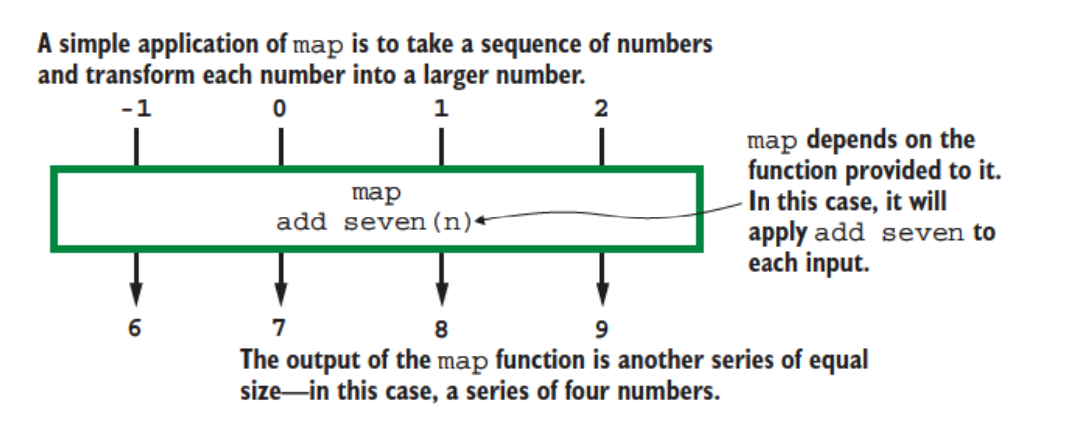 A simple application of map is to take a sequence of numbers
and transform each number into a larger number.
-1 0 1 2
map
add seven(n)
map depends on the
function provided to it.
In this case, it will
apply add seven to
each input.
6 7 8 9
The output of the map function is another series of equal
size—in this case, a series of four numbers.